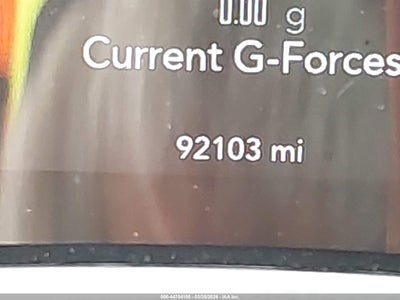 0.00 g
Current G-Forces
92103 mi